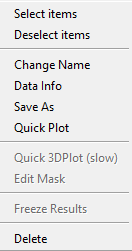 Select items
Deselect items
Change Name
Data Info
Save As
Quick Plot
Quick 3DPlot (slow)
Edit Mask
Freeze Results
Delete